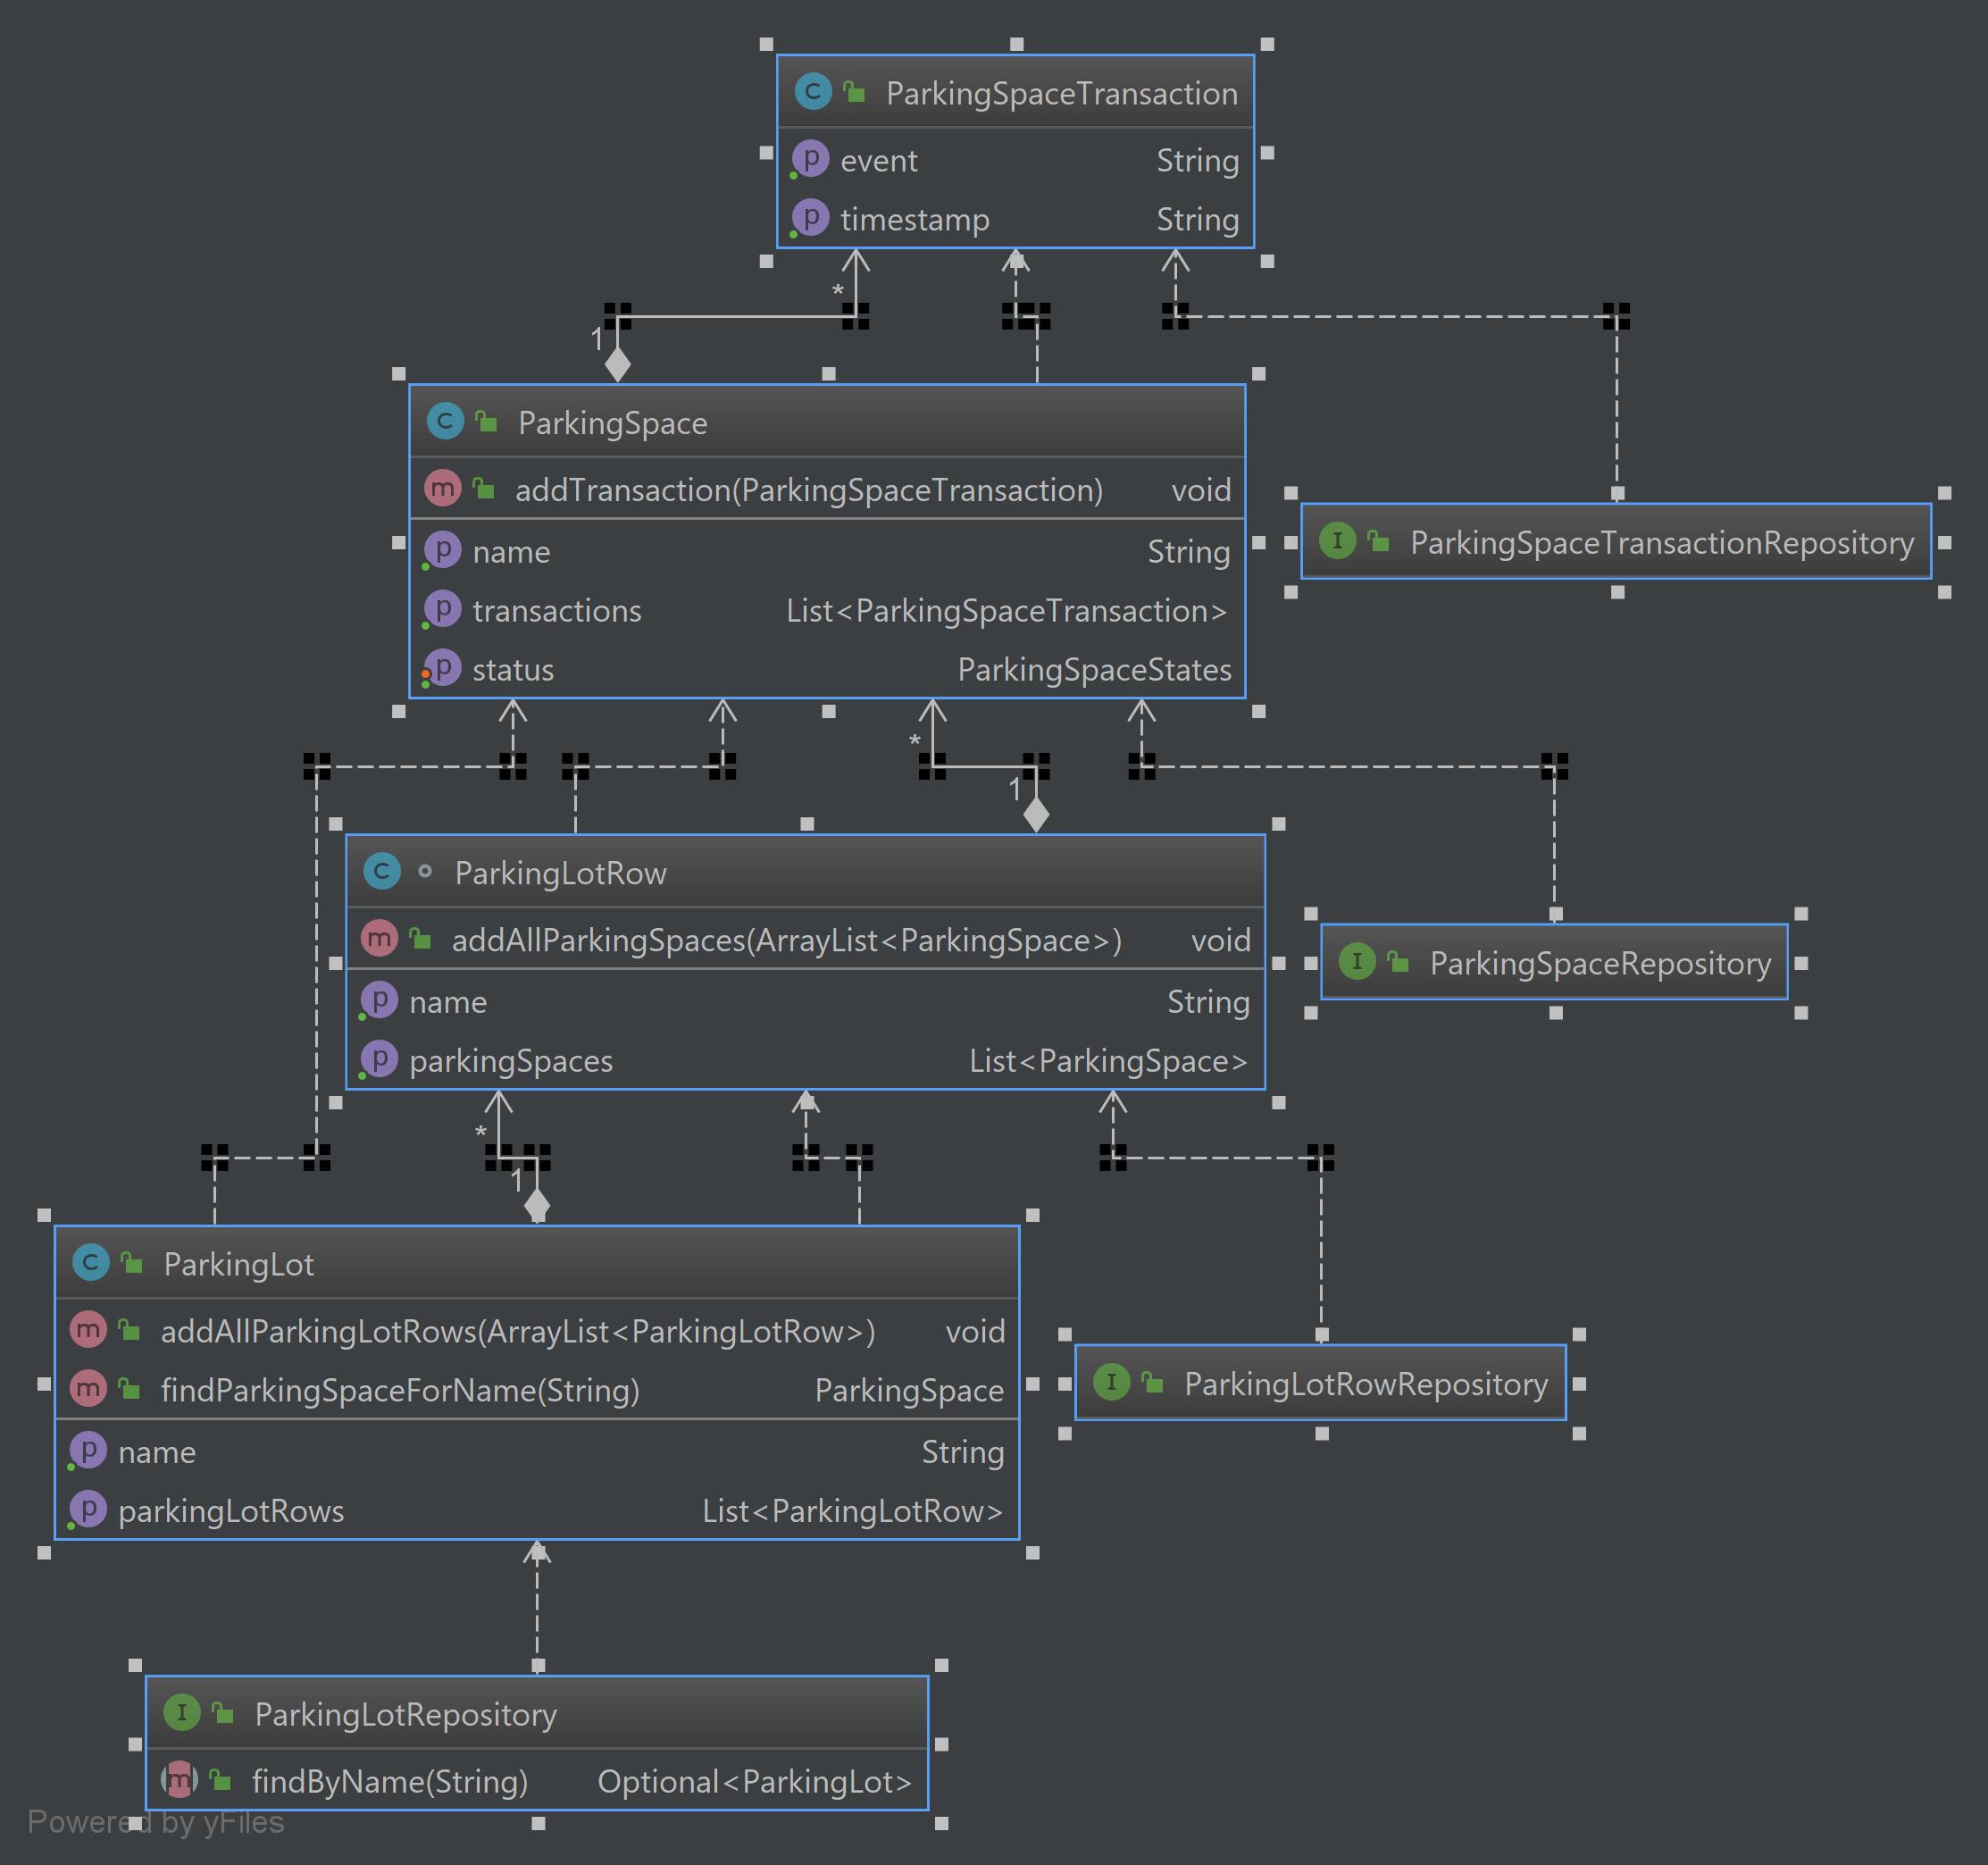 C ParkingSpaceTransaction
p event String
p timestamp String
*
1
C ParkingSpace
m addTransaction(ParkingSpaceTransaction) void
p name String
p transactions List<ParkingSpaceTransaction>
p status ParkingSpaceStates
I ParkingSpaceTransactionRepository
*
1
C ParkingLotRow
m addAllParkingSpaces(ArrayList<ParkingSpace>) void
p name String
p parkingSpaces List<ParkingSpace>
I ParkingSpaceRepository
*
1
C ParkingLot
m addAllParkingLotRows(ArrayList<ParkingLotRow>) void
m findParkingSpaceForName(String) ParkingSpace
p name String
p parkingLotRows List<ParkingLotRow>
I ParkingLotRowRepository
I ParkingLotRepository
m findByName(String) Optional<ParkingLot>
Powered by yFiles